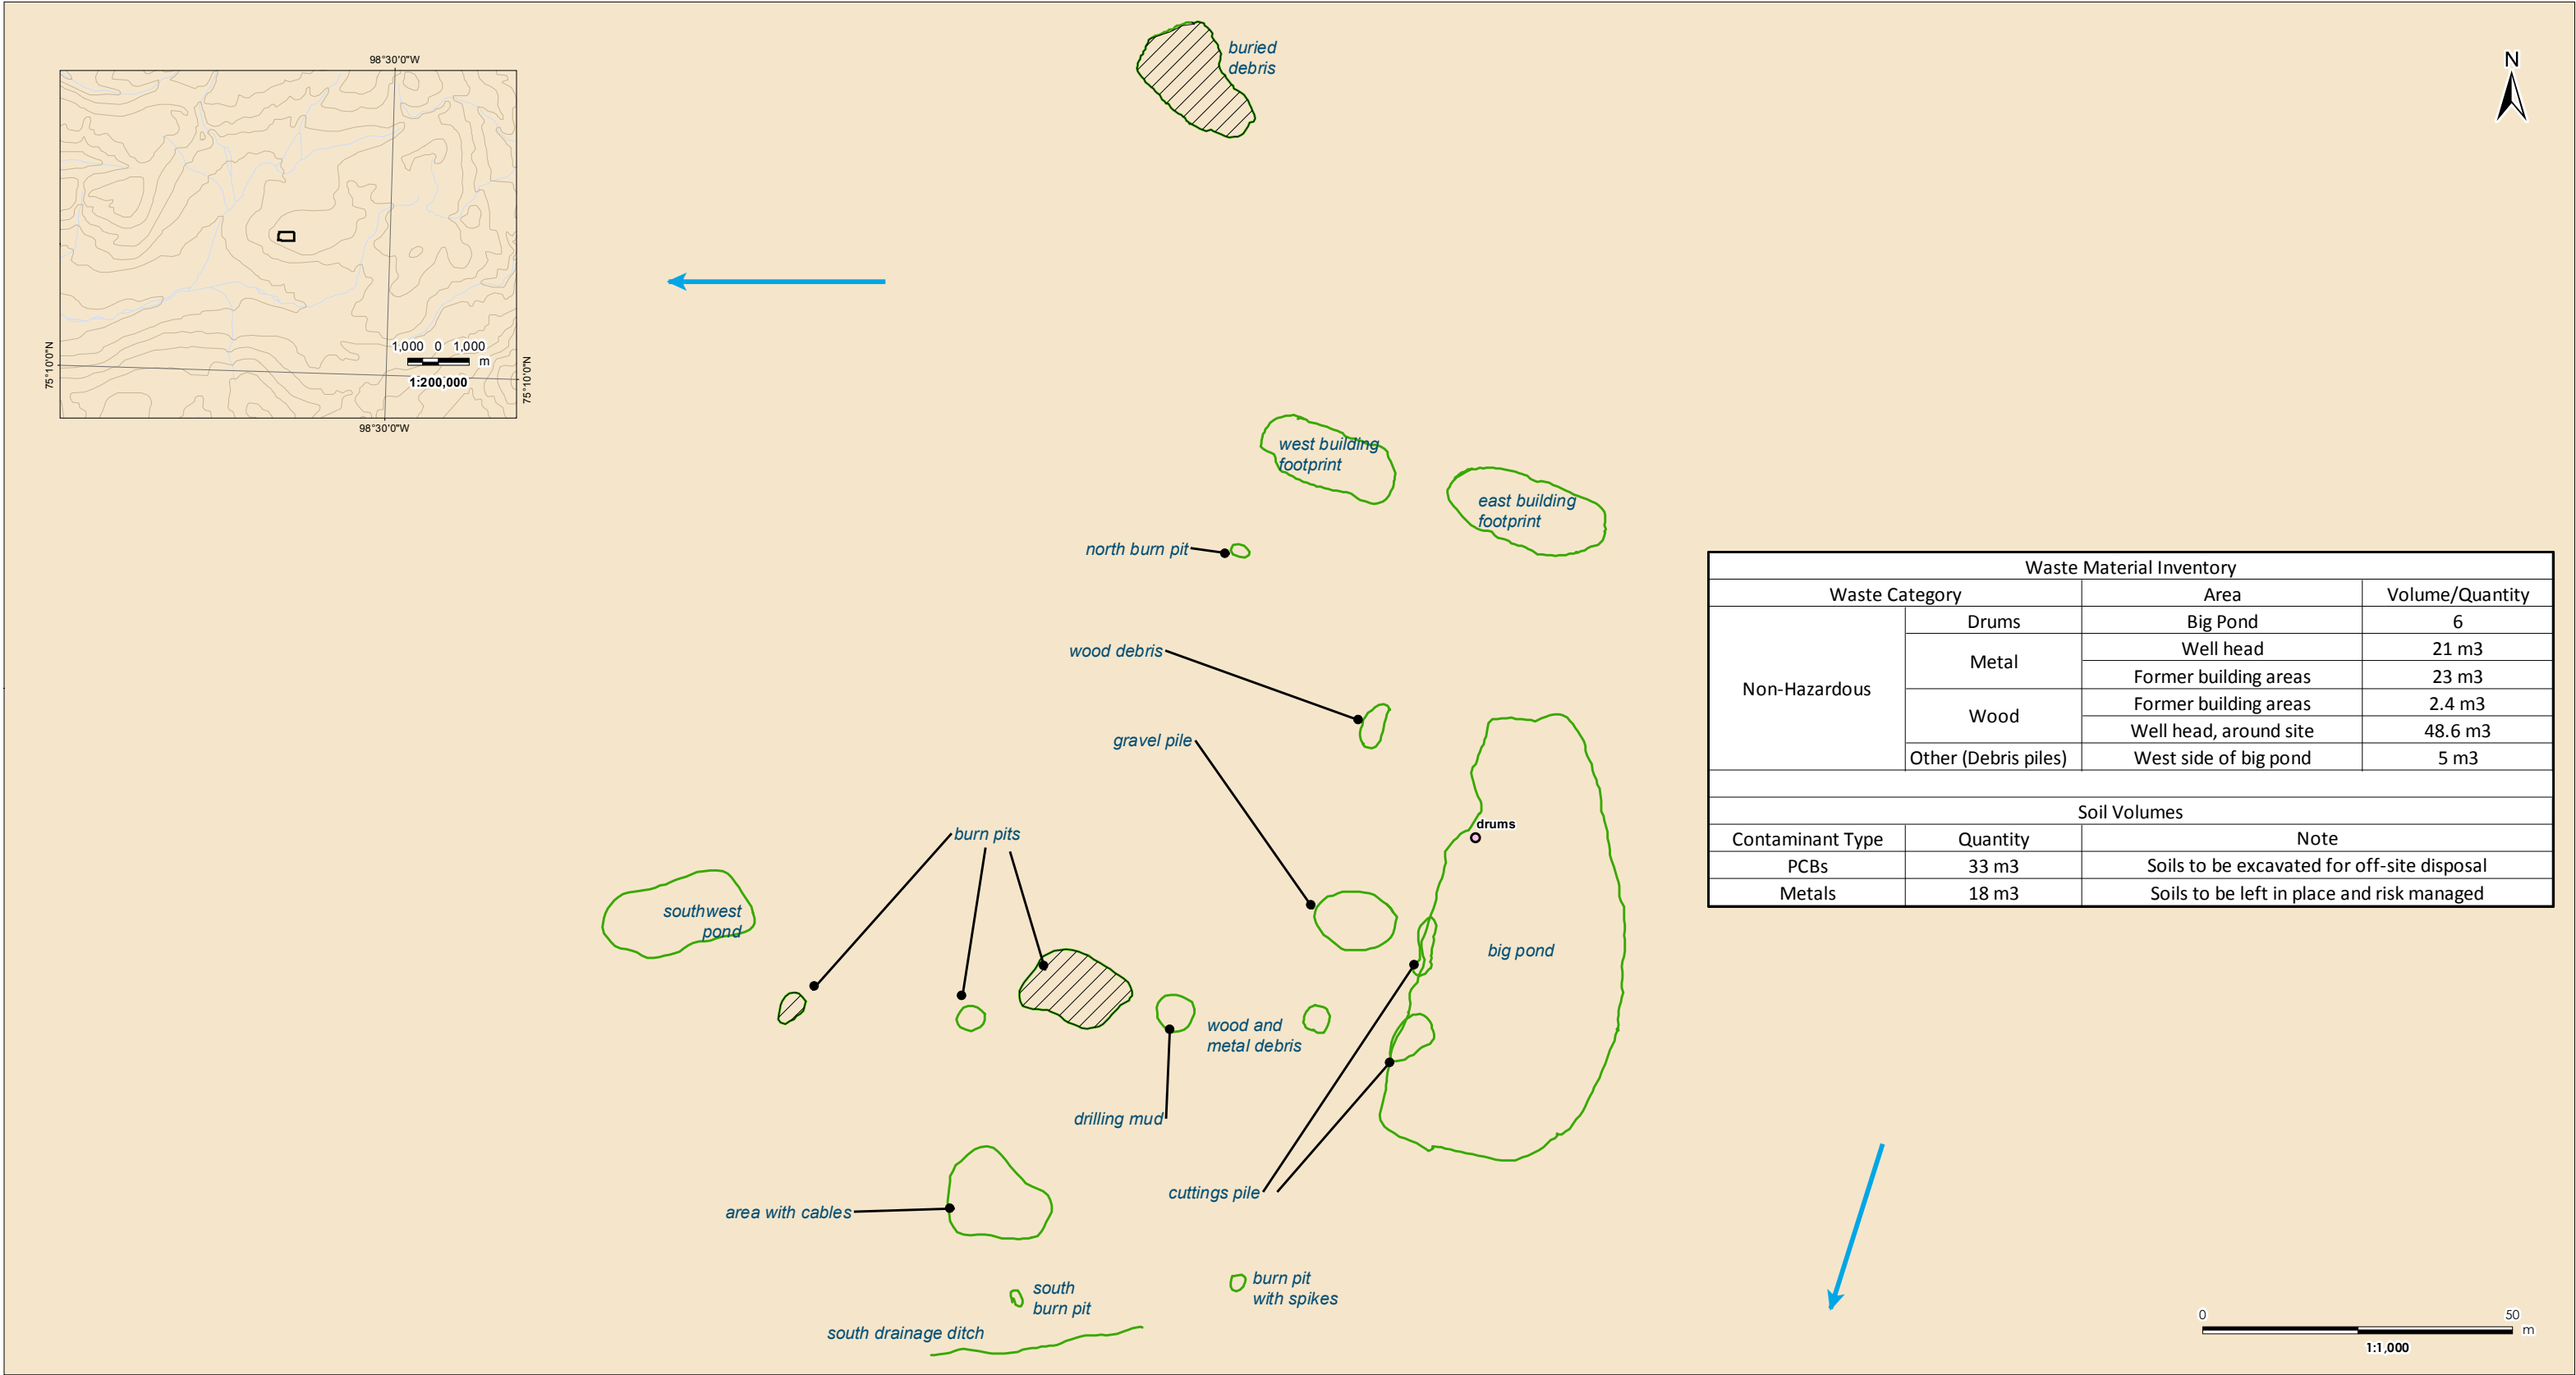 buried
debris
N
98°30'0"W
75°10'0"N
75°10'0"N
1,000 0 1,000
m
1:200,000
98°30'0"W
west building
footprint
east building
footprint
north burn pit
wood debris
gravel pile
drums
burn pits
southwest
pond
big pond
wood and
metal debris
drilling mud
cuttings pile
area with cables
burn pit
with spikes
south
burn pit
south drainage ditch
Waste Material Inventory
Waste Category Area Volume/Quantity
Non-Hazardous Drums Big Pond 6
Metal Well head 21 m3
Former building areas 23 m3
Wood Former building areas 2.4 m3
Well head, around site 48.6 m3
Other (Debris piles) West side of big pond 5 m3
Soil Volumes
Contaminant Type Quantity Note
PCBs 33 m3 Soils to be excavated for off-site disposal
Metals 18 m3 Soils to be left in place and risk managed
0 50
m
1:1,000